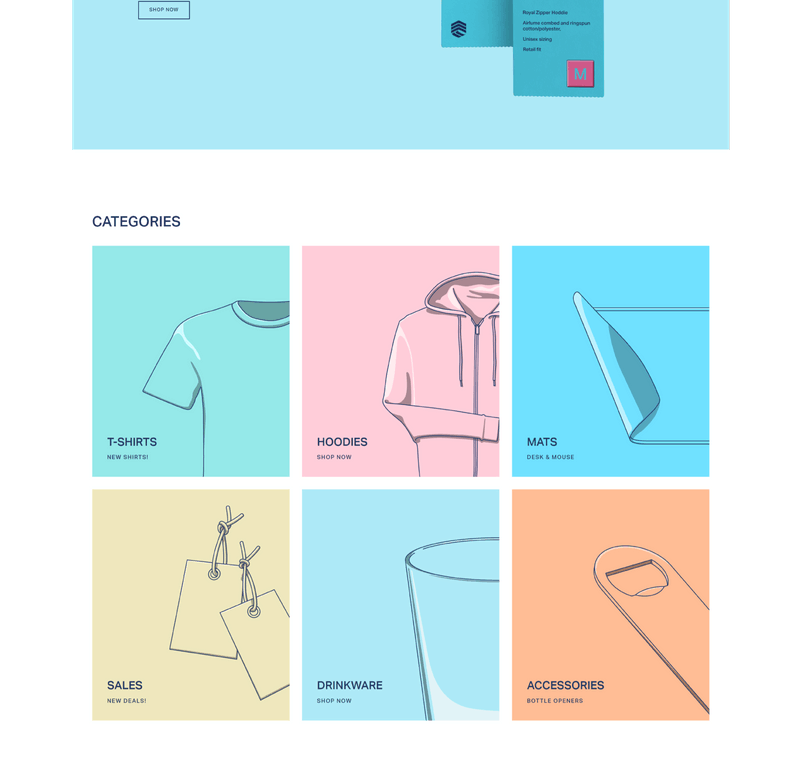 SHOP NOW
Royal Zipper Hoddie
Airlume combed and ringspun
cotton/polyester.
Unisex sizing
Retail fit
M
CATEGORIES
T-SHIRTS
NEW SHIRTS!
HOODIES
SHOP NOW
MATS
DESK & MOUSE
SALES
NEW DEALS!
DRINKWARE
SHOP NOW
ACCESSORIES
BOTTLE OPENERS